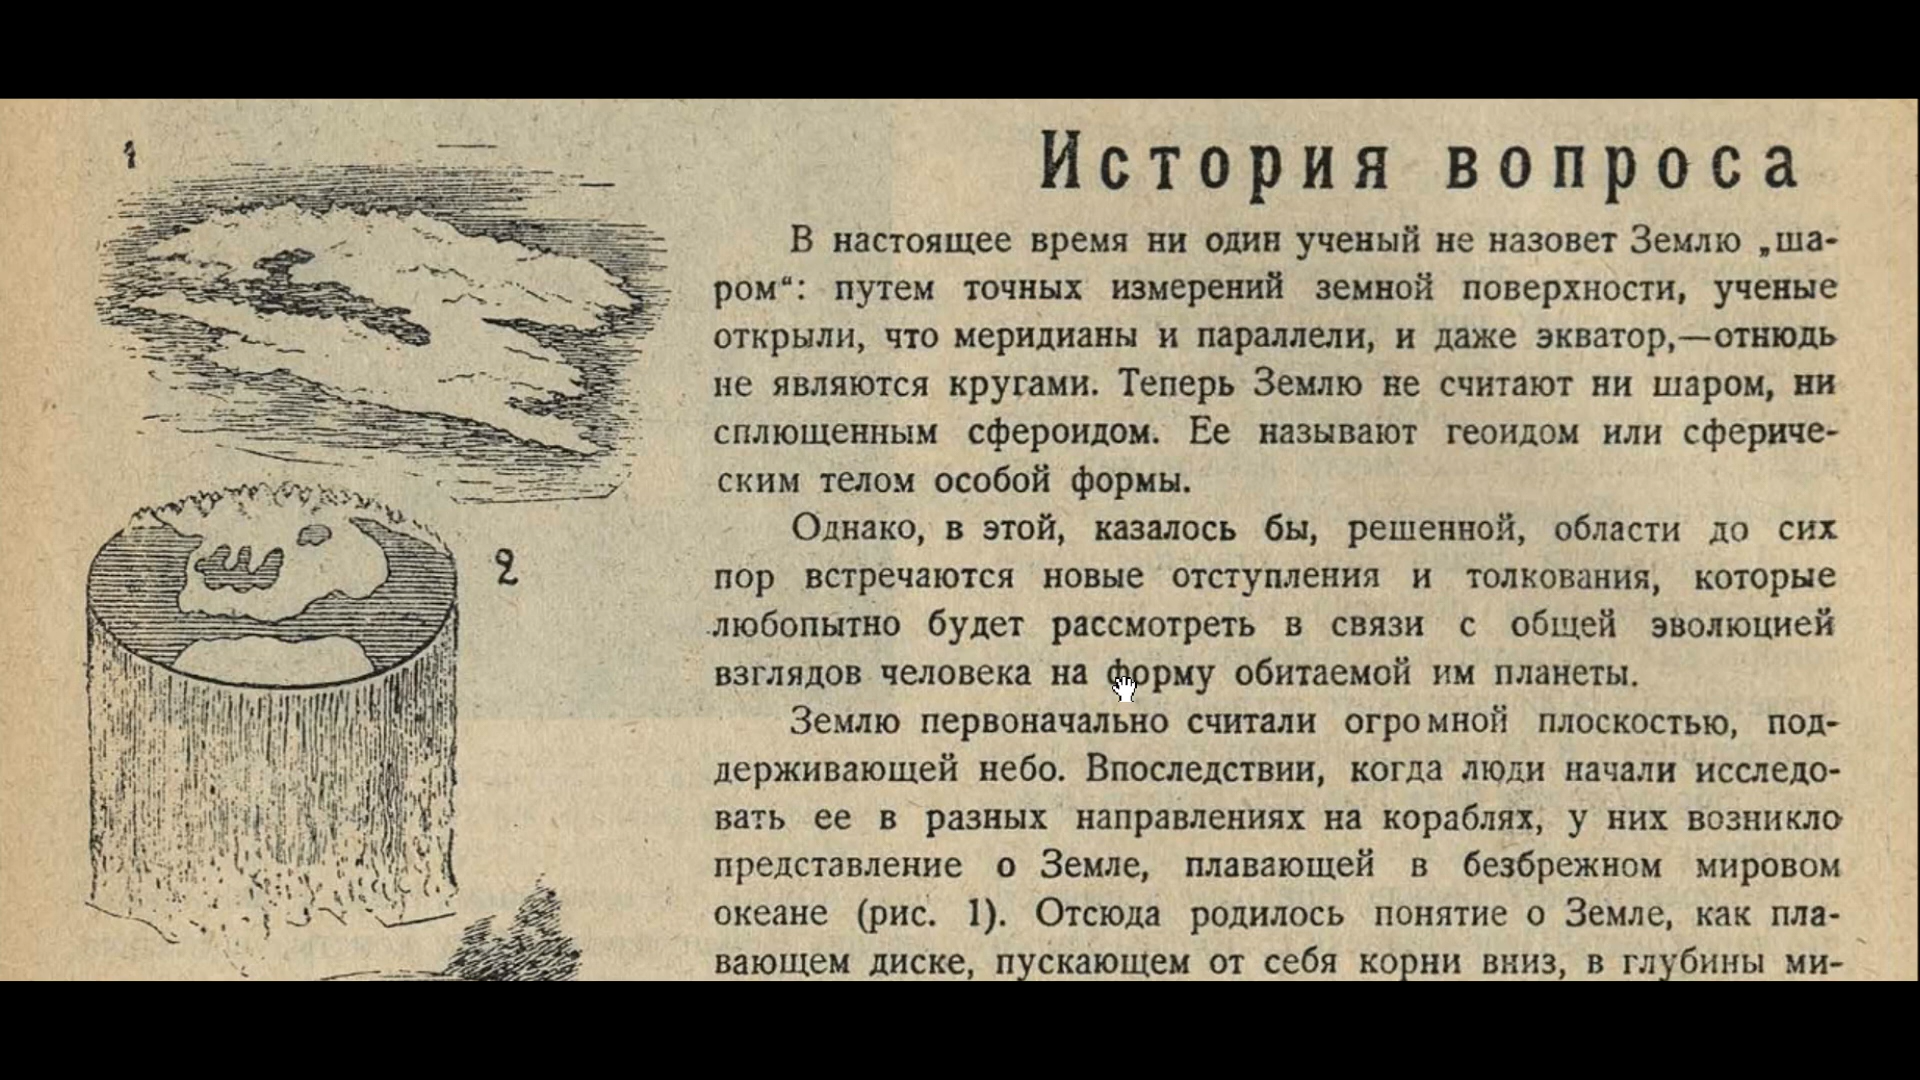 1
История вопроса
В настоящее время ни один ученый не назовет Землю „ша-
ром“: путем точных измерений земной поверхности, ученые
открыли, что меридианы и параллели, и даже экватор,—отнюдь
не являются кругами. Теперь Землю не считают ни шаром, ни
сплющенным сфероидом. Ее называют геоидом или сфериче-
ским телом особой формы.
2
Однако, в этой, казалось бы, решенной, области до сих
пор встречаются новые отступления и толкования, которые
любопытно будет рассмотреть в связи с общей эволюцией
взглядов человека на форму обитаемой им планеты.
Землю первоначально считали огромной плоскостью, под-
держивающей небо. Впоследствии, когда люди начали исследо-
вать ее в разных направлениях на кораблях, у них возникло
представление о Земле, плавающей в безбрежном мировом
океане (рис. 1). Отсюда родилось понятие о Земле, как пла-
вающем диске, пускающем от себя корни вниз, в глубины ми-